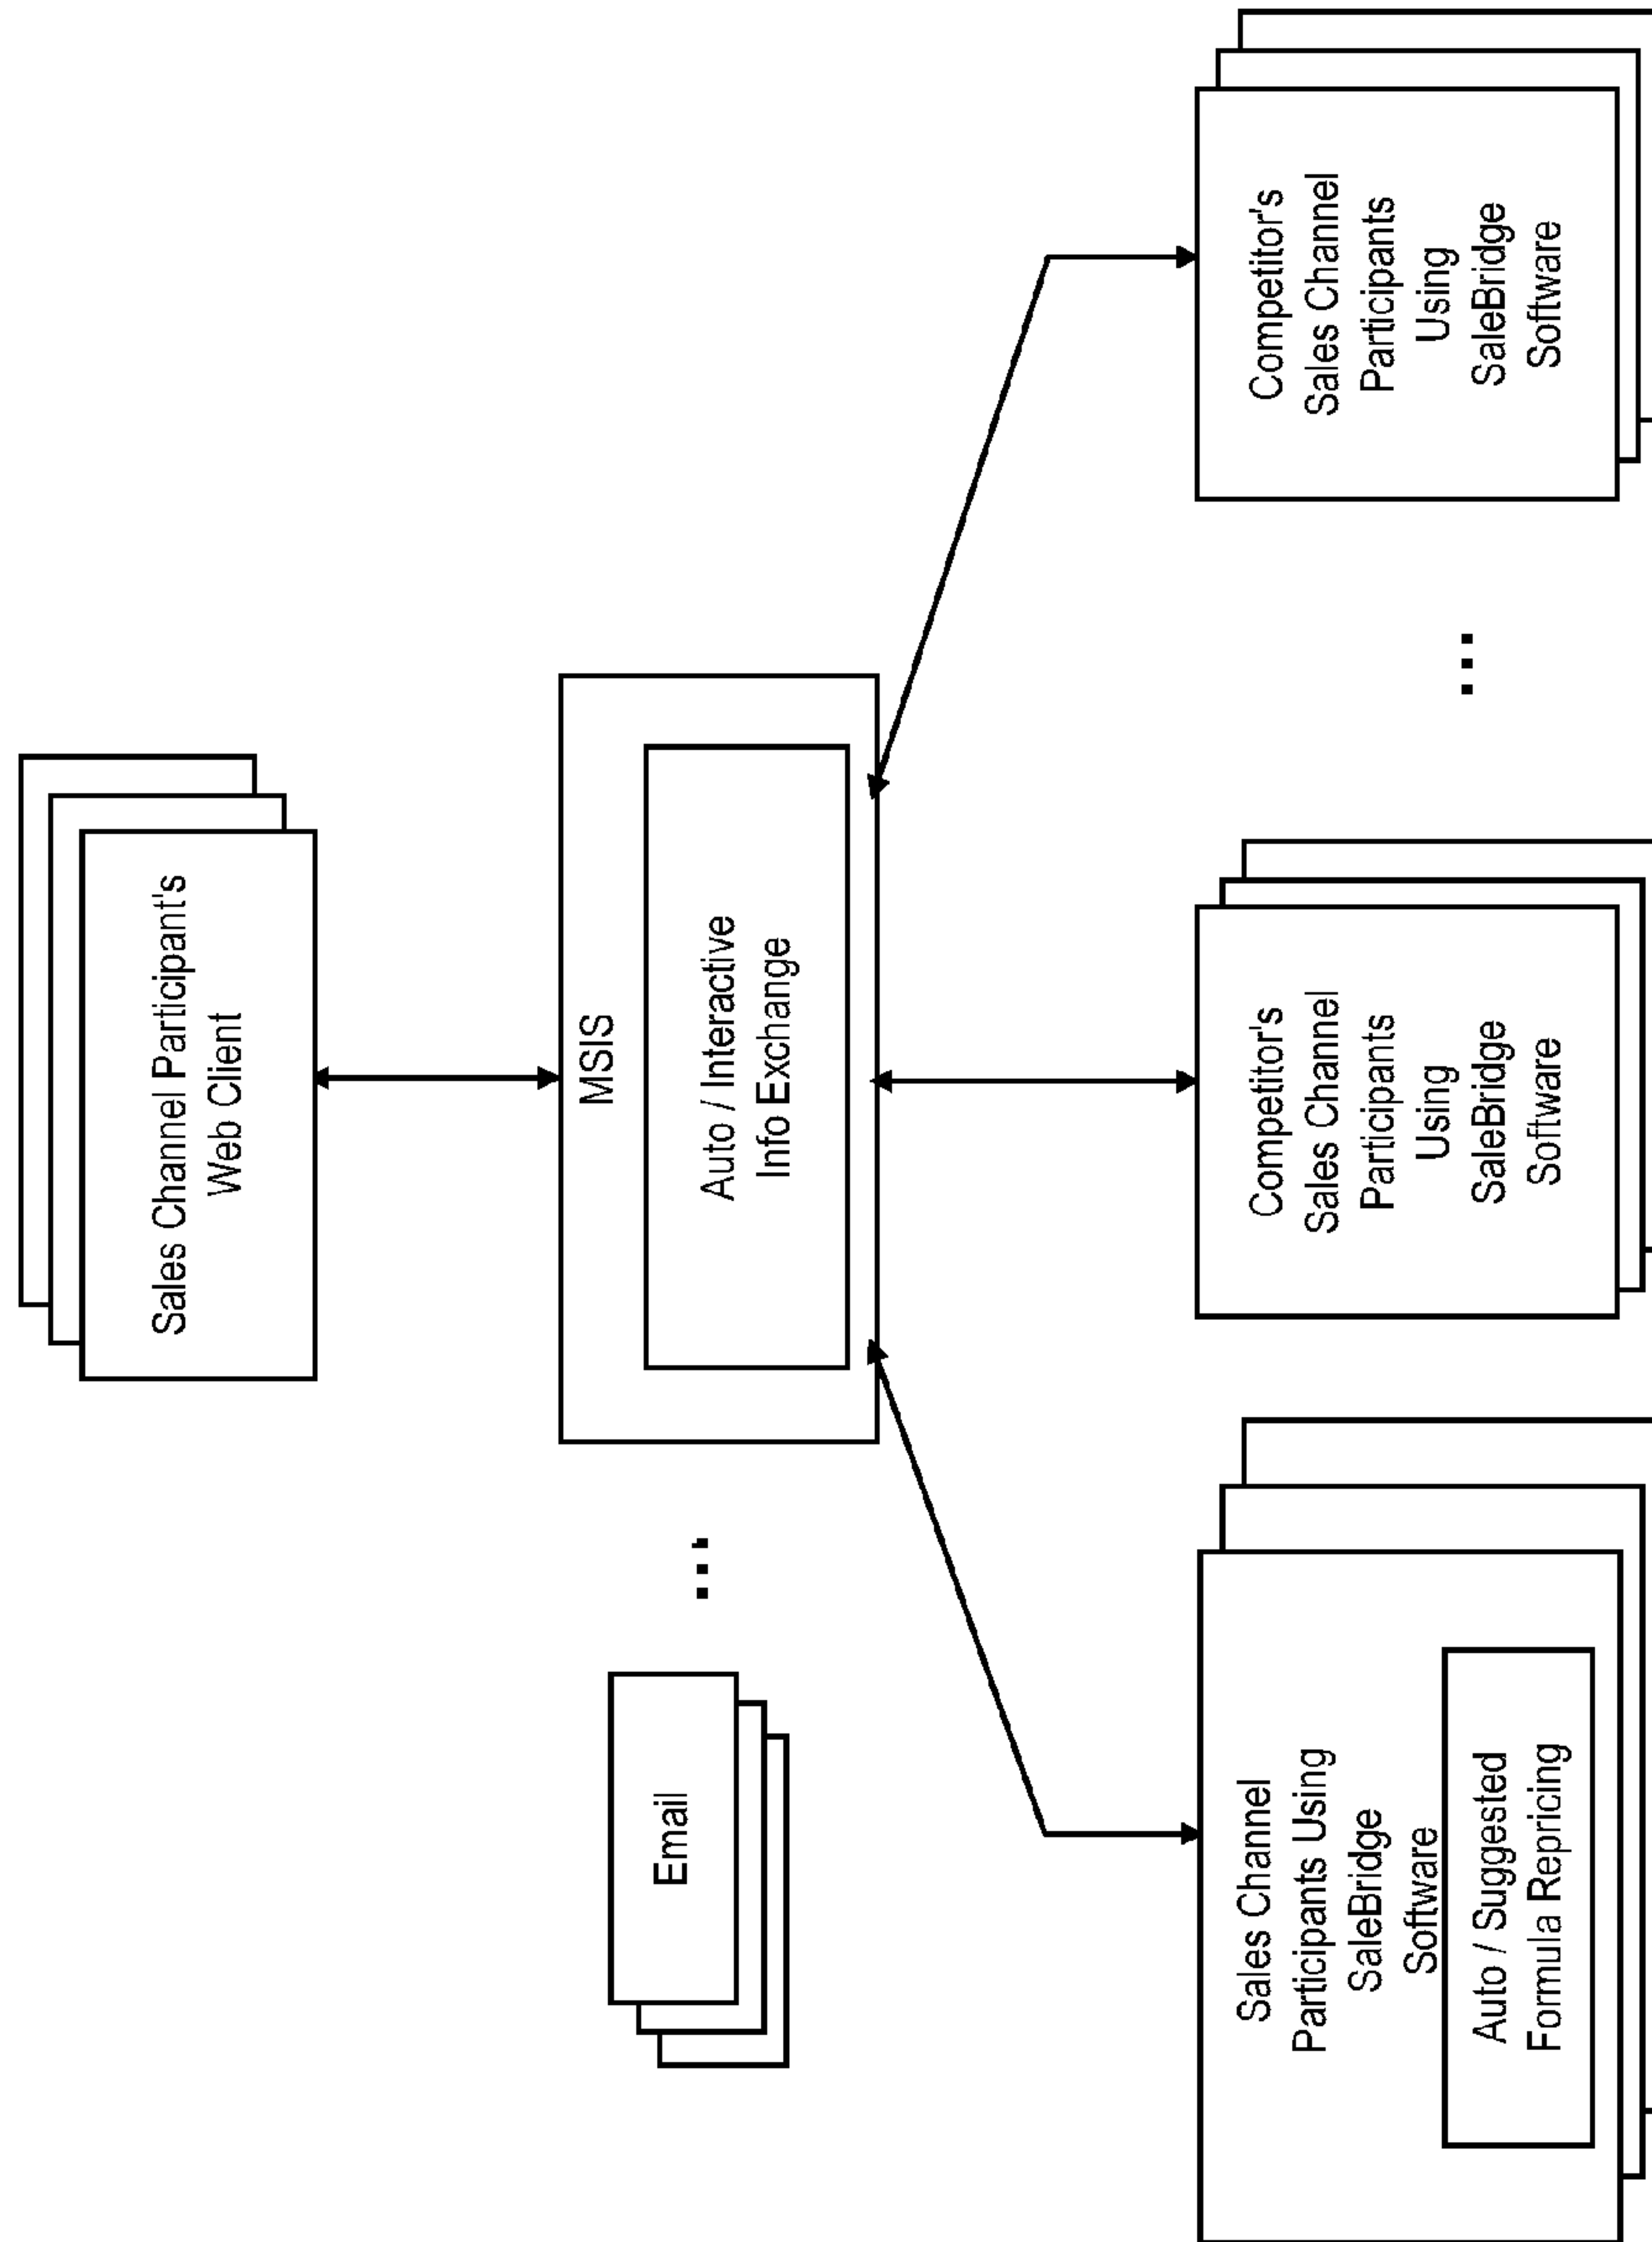 Sales Channel Participant's
Web Client
Email
...
MSIS
Auto / Interactive
Info Exchange
Sales Channel
Participants Using
SaleBridge
Software
Auto / Suggested
Formula Repricing
Competitor's
Sales Channel
Participants
Using
SaleBridge
Software
...
Competitor's
Sales Channel
Participants
Using
SaleBridge
Software